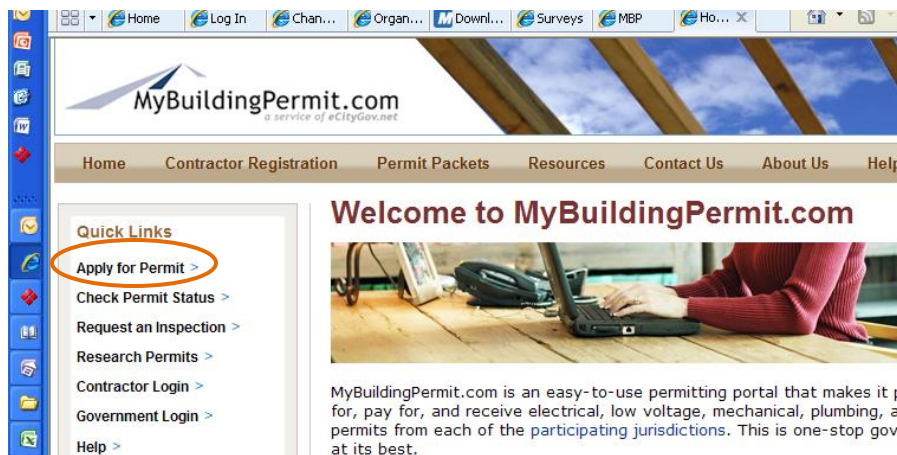 Home Log In Chan... Organ... Downl... Surveys MBP Ho... X
MyBuildingPermit.com
a service of eCityGov.net
Home Contractor Registration Permit Packets Resources Contact Us About Us Help
Quick Links
Apply for Permit >
Check Permit Status >
Request an Inspection >
Research Permits >
Contractor Login >
Government Login >
Help >
Welcome to MyBuildingPermit.com
MyBuildingPermit.com is an easy-to-use permitting portal that makes it
for, pay for, and receive electrical, low voltage, mechanical, plumbing,
permits from each of the participating jurisdictions. This is one-stop
at its best.